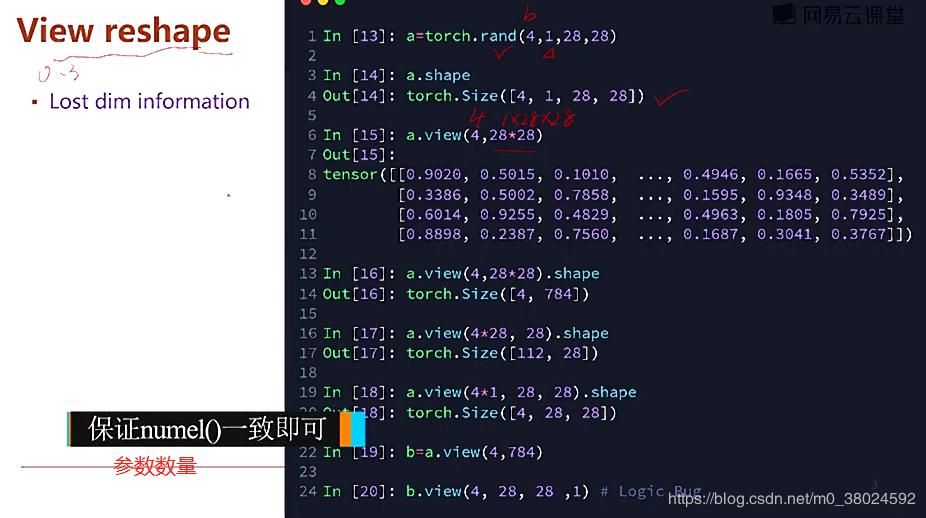 View reshape
0.3
▪ Lost dim information
网易云课堂
b
1 In [13]: a=torch.rand(4,1,28,28)
2
3 In [14]: a.shape
4 Out[14]: torch.Size([4, 1, 28, 28])
5
4 1×28×28
6 In [15]: a.view(4,28*28)
7 Out[15]:
8 tensor([[0.9020, 0.5015, 0.1010, ..., 0.4946, 0.1665, 0.5352],
9 [0.3386, 0.5002, 0.7858, ..., 0.1595, 0.9348, 0.3489],
10 [0.6014, 0.9255, 0.4829, ..., 0.4963, 0.1805, 0.7925],
11 [0.8898, 0.2387, 0.7560, ..., 0.1687, 0.3041, 0.3767]])
12
13 In [16]: a.view(4,28*28).shape
14 Out[16]: torch.Size([4, 784])
15
16 In [17]: a.view(4*28, 28).shape
17 Out[17]: torch.Size([112, 28])
18
19 In [18]: a.view(4*1, 28, 28).shape
20 Out[18]: torch.Size([4, 28, 28])
保证numel()一致即可
22 In [19]: b=a.view(4,784)
参数数量
23
24 In [20]: b.view(4, 28, 28 ,1) # Logic Bug
3
https://blog.csdn.net/m0_38024592